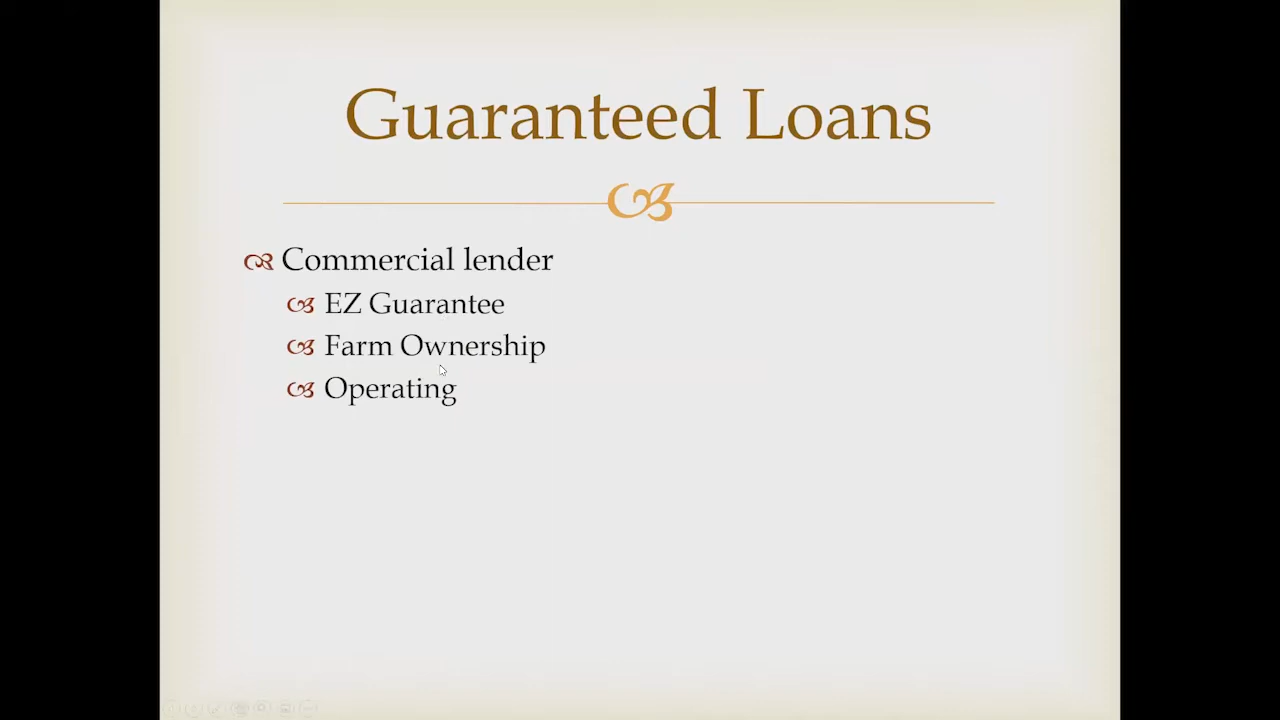 Guaranteed Loans
Commercial lender
EZ Guarantee
Farm Ownership
Operating